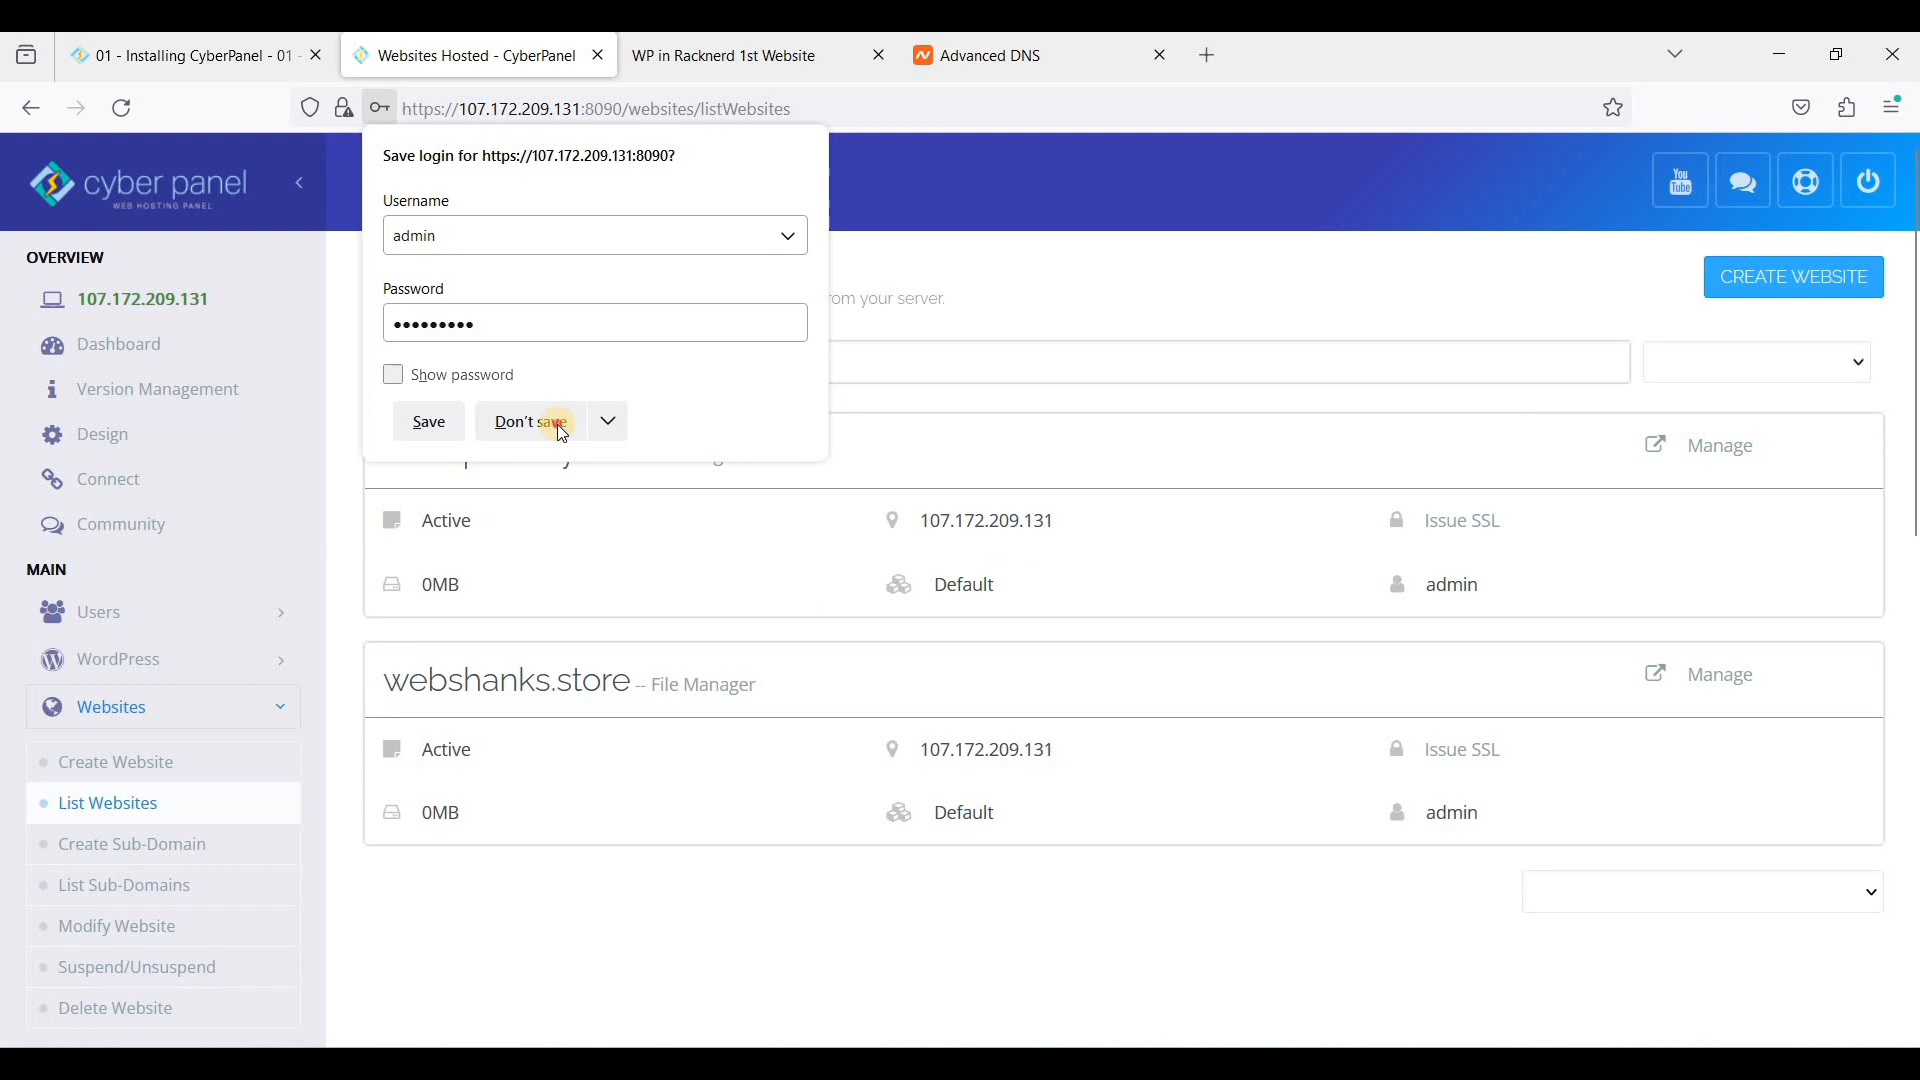 01 - Installing CyberPanel - 01 -
Websites Hosted - CyberPanel
WP in Racknerd 1st Website
Advanced DNS
https://107.172.209.131:8090/websites/listWebsites
cyber panel
WEB HOSTING PANEL
You
Tube
Save login for https://107.172.209.131:8090?
Username
admin
Password
Show password
Save
Don't save
OVERVIEW
107.172.209.131
Dashboard
Version Management
Design
Connect
Community
MAIN
Users
WordPress
Websites
Create Website
List Websites
Create Sub-Domain
List Sub-Domains
Modify Website
Suspend/Unsuspend
Delete Website
from your server.
CREATE WEBSITE
Manage
Active
107.172.209.131
Issue SSL
0MB
Default
admin
webshanks.store -- File Manager
Manage
Active
107.172.209.131
Issue SSL
0MB
Default
admin